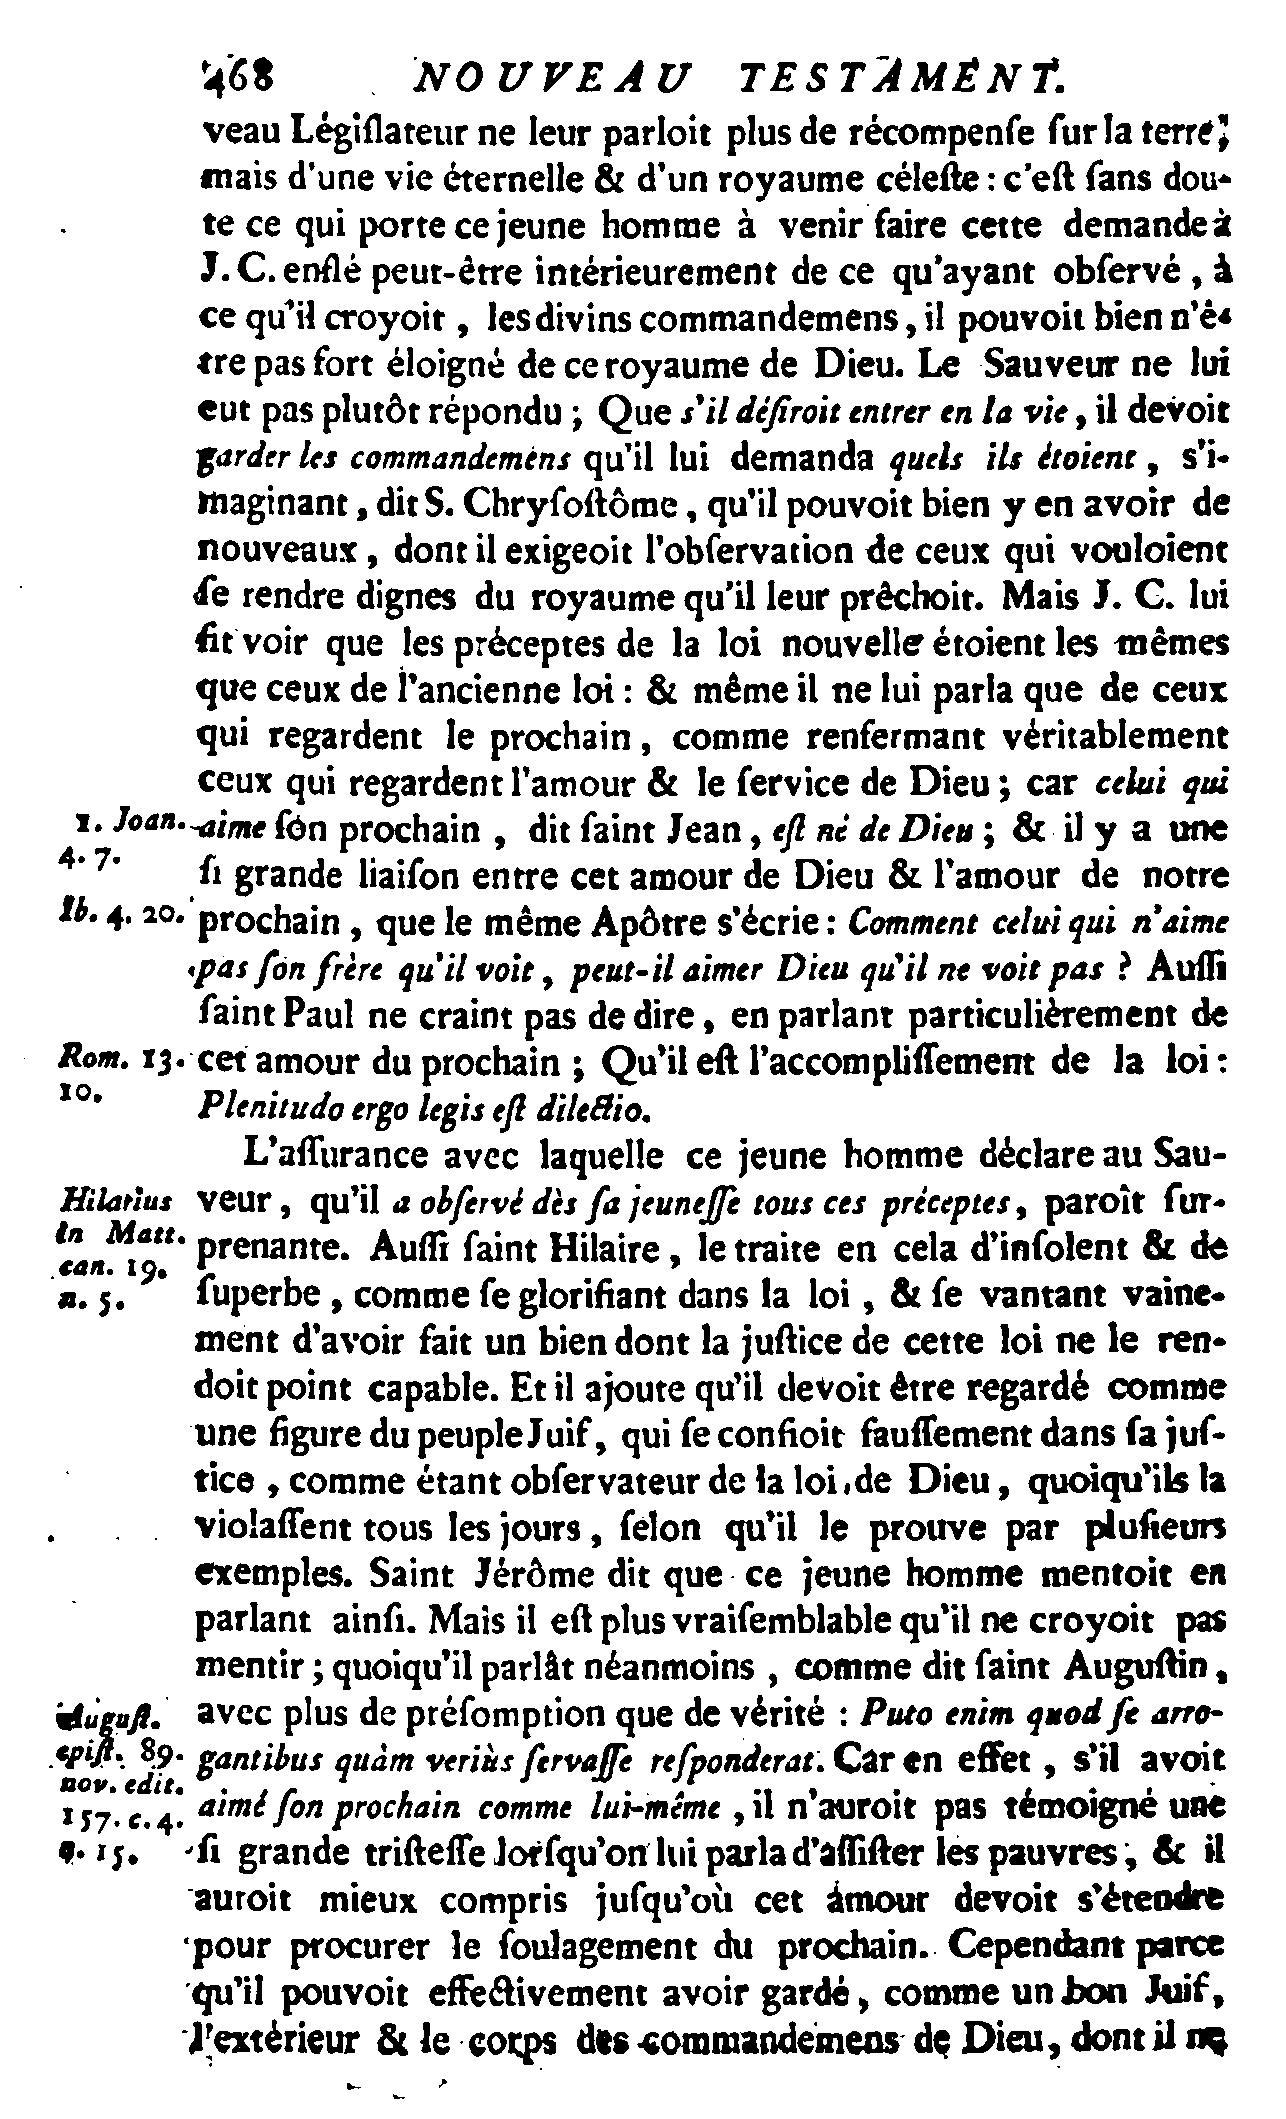 468 NOUVEAU TESTAMENT.
veau Légiſlateur ne leur parloit plus de récompenſe ſur la terre;
mais d'une vie éternelle & d'un royaume céleſte : c'eſt ſans dou-
te ce qui porte ce jeune homme à venir faire cette demande à
J. C. enflé peut-être intérieurement de ce qu'ayant obſervé, à
ce qu'il croyoit, les divins commandemens, il pouvoit bien n'ê-
tre pas fort éloigné de ce royaume de Dieu. Le Sauveur ne lui
eut pas plutôt répondu ; Que s'il déſiroit entrer en la vie, il devoit
garder les commandemens qu'il lui demanda quels ils étoient, s'i-
maginant, dit S. Chryſoſtôme, qu'il pouvoit bien y en avoir de
nouveaux, dont il exigeoit l'obſervation de ceux qui vouloient
ſe rendre dignes du royaume qu'il leur prêchoit. Mais J. C. lui
fit voir que les préceptes de la loi nouvelle étoient les mêmes
que ceux de l'ancienne loi : & même il ne lui parla que de ceux
qui regardent le prochain, comme renfermant véritablement
ceux qui regardent l'amour & le ſervice de Dieu ; car celui qui
1. Joan. aime ſon prochain, dit ſaint Jean, eſt né de Dieu ; & il y a une
4. 7. ſi grande liaiſon entre cet amour de Dieu & l'amour de notre
Ib. 4. 20. prochain, que le même Apôtre s'écrie : Comment celui qui n'aime
pas ſon frère qu'il voit, peut-il aimer Dieu qu'il ne voit pas ? Auſſi
ſaint Paul ne craint pas de dire, en parlant particulièrement de
Rom. 13. cet amour du prochain ; Qu'il eſt l'accompliſſement de la loi :
10. Plenitudo ergo legis eſt dilectio.
L'aſſurance avec laquelle ce jeune homme déclare au Sau-
Hilarius veur, qu'il a obſervé dès ſa jeuneſſe tous ces préceptes, paroît ſur-
in Matt. prenante. Auſſi ſaint Hilaire, le traite en cela d'inſolent & de
can. 19.
n. 5. ſuperbe, comme ſe glorifiant dans la loi, & ſe vantant vaine-
ment d'avoir fait un bien dont la juſtice de cette loi ne le ren-
doit point capable. Et il ajoute qu'il devoit être regardé comme
une figure du peuple Juif, qui ſe confioit fauſſement dans ſa juſ-
tice, comme étant obſervateur de la loi de Dieu, quoiqu'ils la
violaſſent tous les jours, ſelon qu'il le prouve par pluſieurs
exemples. Saint Jérôme dit que ce jeune homme mentoit en
parlant ainſi. Mais il eſt plus vraiſemblable qu'il ne croyoit pas
mentir ; quoiqu'il parlât néanmoins, comme dit ſaint Auguſtin,
Auguſt. avec plus de préſomption que de vérité : Puto enim quod ſe arro-
epiſt. 89. gantibus quàm veriùs ſervaſſe reſponderat. Car en effet, s'il avoit
nov. edit.
157. c. 4. aimé ſon prochain comme lui-même, il n'auroit pas témoigné une
n. 15. ſi grande triſteſſe lorſqu'on lui parla d'aſſiſter les pauvres ; & il
auroit mieux compris juſqu'où cet amour devoit s'étendre
pour procurer le ſoulagement du prochain. Cependant parce
qu'il pouvoit effectivement avoir gardé, comme un bon Juif,
l'extérieur & le corps des commandemens de Dieu, dont il ne